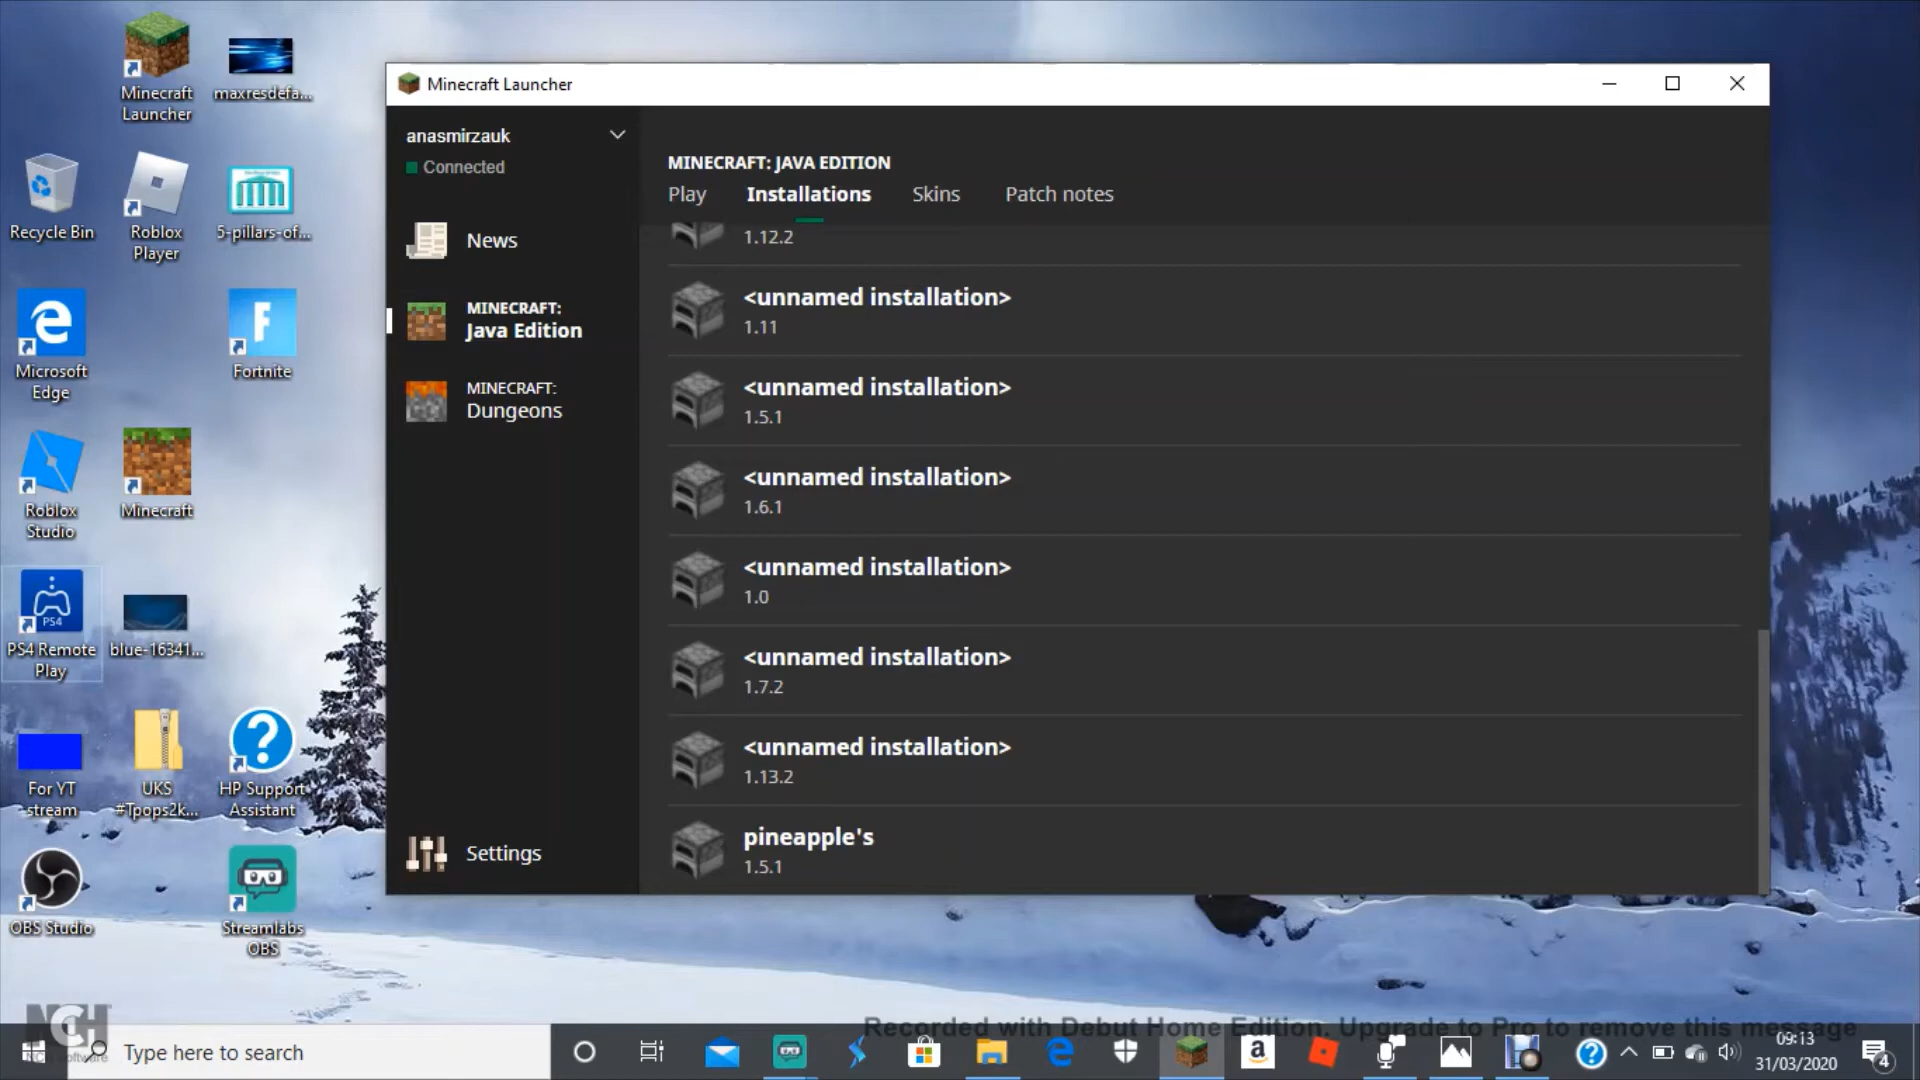 Minecraft
Launcher
maxresdefa...
Recycle Bin
Roblox
Player
5-pillars-of...
Microsoft
Edge
Fortnite
Roblox
Studio
Minecraft
PS4
PS4 Remote
Play
blue-16341...
For YT
stream
UKS
#Tpops2k...
HP Support
Assistant
OBS Studio
Streamlabs
OBS
Minecraft Launcher
anasmirzauk
Connected
News
MINECRAFT:
Java Edition
MINECRAFT:
Dungeons
Settings
MINECRAFT: JAVA EDITION
Play Installations Skins Patch notes
1.12.2
<unnamed installation>
1.11
<unnamed installation>
1.5.1
<unnamed installation>
1.6.1
<unnamed installation>
1.0
<unnamed installation>
1.7.2
<unnamed installation>
1.13.2
pineapple's
1.5.1
NCH
Recorded with Debut Home Edition. Upgrade to Pro to remove this message
Type here to search
09:13
31/03/2020
4